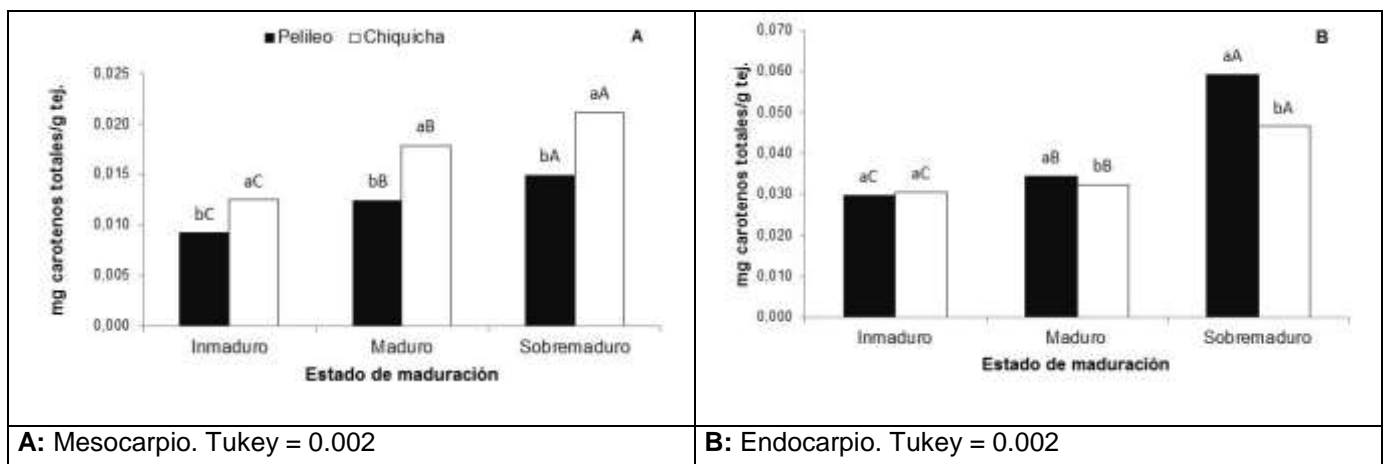 ■Pelileo □Chiquicha
A
mg carotenos totales/g tej.
0,025
0,020
0,015
0,010
0,005
0,000
bC
aC
bB
aB
bA
aA
Inmaduro
Maduro
Sobremaduro
Estado de maduración
B
mg carotenos totales/g tej.
0,070
0,060
0,050
0,040
0,030
0,020
0,010
0,000
aC
aC
aB
bB
aA
bA
Inmaduro
Maduro
Sobremaduro
Estado de maduración
A: Mesocarpio. Tukey = 0.002
B: Endocarpio. Tukey = 0.002